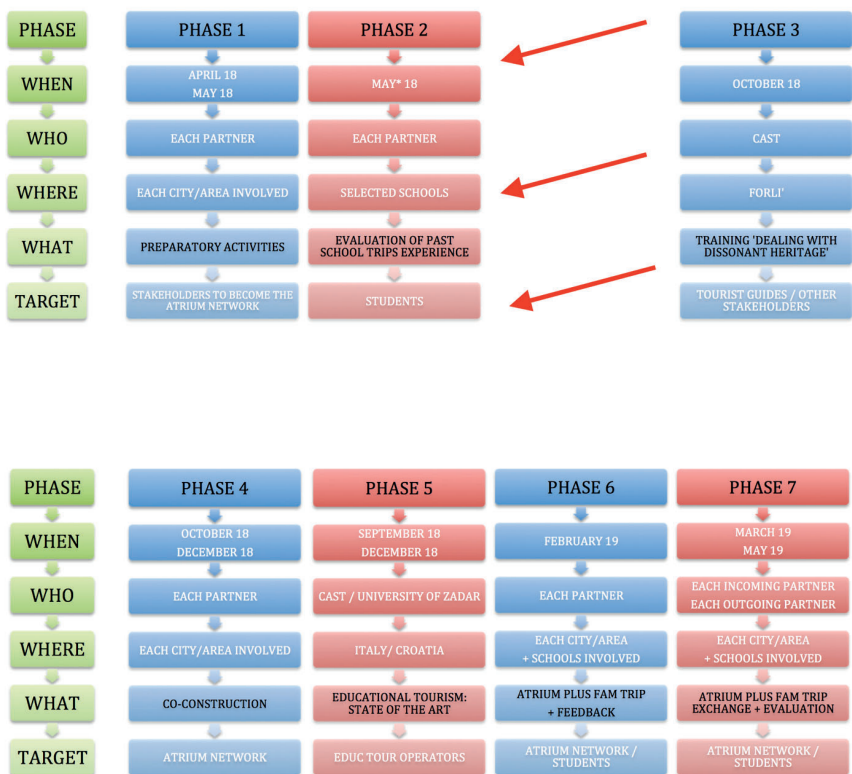 PHASE PHASE 1 PHASE 2 PHASE 3
WHEN
APRIL 18
MAY 18
MAY* 18
OCTOBER 18
WHO EACH PARTNER EACH PARTNER CAST
WHERE EACH CITY/AREA INVOLVED SELECTED SCHOOLS FORLI'
WHAT
PREPARATORY ACTIVITIES
EVALUATION OF PAST
SCHOOL TRIPS EXPERIENCE
TRAINING 'DEALING WITH
DISSONANT HERITAGE'
TARGET
STAKEHOLDERS TO BECOME THE
ATRIUM NETWORK
STUDENTS
TOURIST GUIDES / OTHER
STAKEHOLDERS
PHASE PHASE 4 PHASE 5 PHASE 6 PHASE 7
WHEN
OCTOBER 18
DECEMBER 18
SEPTEMBER 18
DECEMBER 18
FEBRUARY 19
MARCH 19
MAY 19
WHO
EACH PARTNER
CAST / UNIVERSITY OF ZADAR
EACH PARTNER
EACH INCOMING PARTNER
EACH OUTGOING PARTNER
WHERE
EACH CITY/AREA INVOLVED
ITALY/ CROATIA
EACH CITY/AREA
+ SCHOOLS INVOLVED
EACH CITY/AREA
+ SCHOOLS INVOLVED
WHAT
CO-CONSTRUCTION
EDUCATIONAL TOURISM:
STATE OF THE ART
ATRIUM PLUS FAM TRIP
+ FEEDBACK
ATRIUM PLUS FAM TRIP
EXCHANGE + EVALUATION
TARGET
ATRIUM NETWORK
EDUC TOUR OPERATORS
ATRIUM NETWORK /
STUDENTS
ATRIUM NETWORK /
STUDENTS